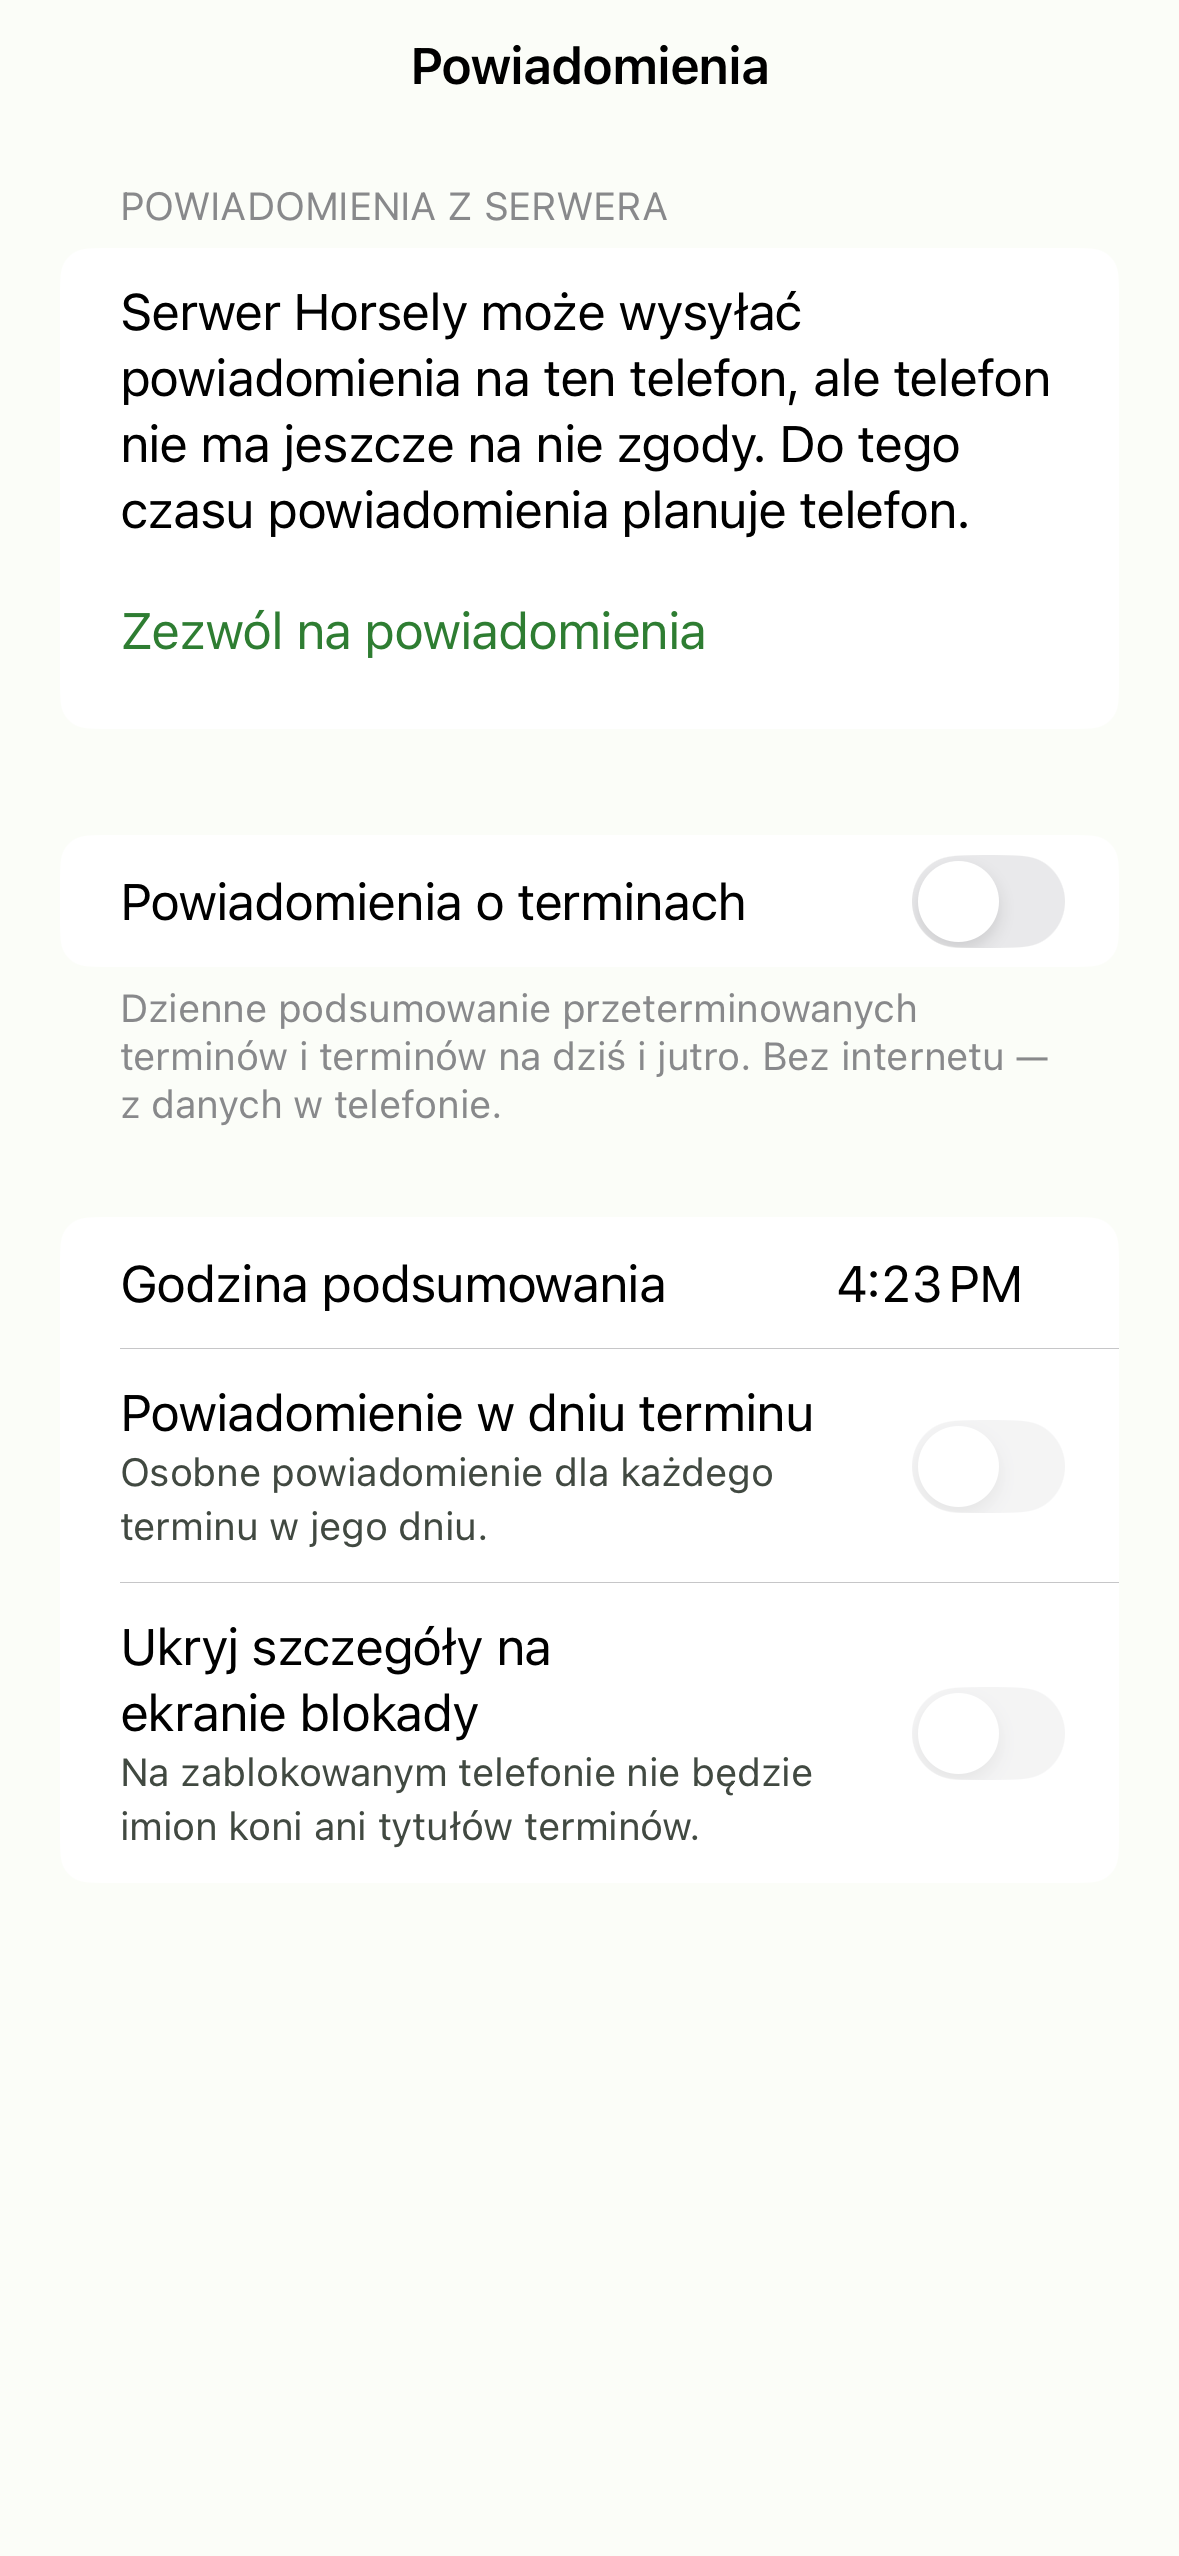 Powiadomienia
POWIADOMIENIA Z SERWERA
Serwer Horsely może wysyłać
powiadomienia na ten telefon, ale telefon
nie ma jeszcze na nie zgody. Do tego
czasu powiadomienia planuje telefon.
Zezwól na powiadomienia
Powiadomienia o terminach
Dzienne podsumowanie przeterminowanych
terminów i terminów na dziś i jutro. Bez internetu —
z danych w telefonie.
Godzina podsumowania 4:23 PM
Powiadomienie w dniu terminu
Osobne powiadomienie dla każdego
terminu w jego dniu.
Ukryj szczegóły na
ekranie blokady
Na zablokowanym telefonie nie będzie
imion koni ani tytułów terminów.